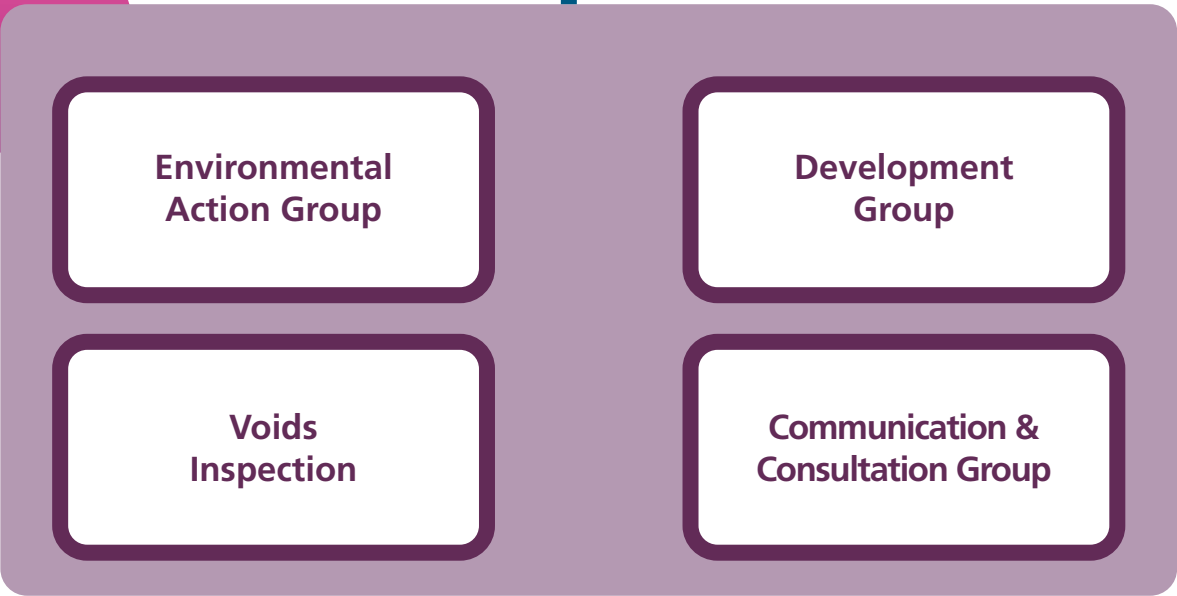 Environmental
Action Group
Development
Group
Voids
Inspection
Communication &
Consultation Group